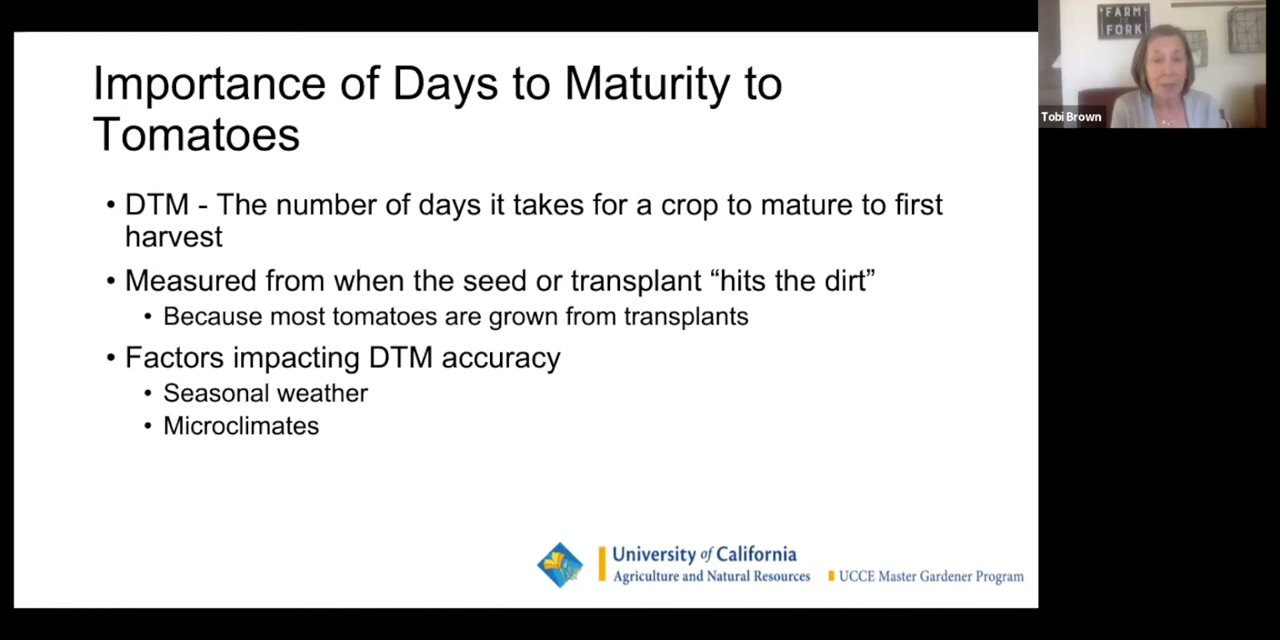 Importance of Days to Maturity to
Tomatoes
• DTM - The number of days it takes for a crop to mature to first
harvest
• Measured from when the seed or transplant “hits the dirt”
• Because most tomatoes are grown from transplants
• Factors impacting DTM accuracy
• Seasonal weather
• Microclimates
University of California
Agriculture and Natural Resources
UCCE Master Gardener Program
FARM
FORK
Tobi Brown